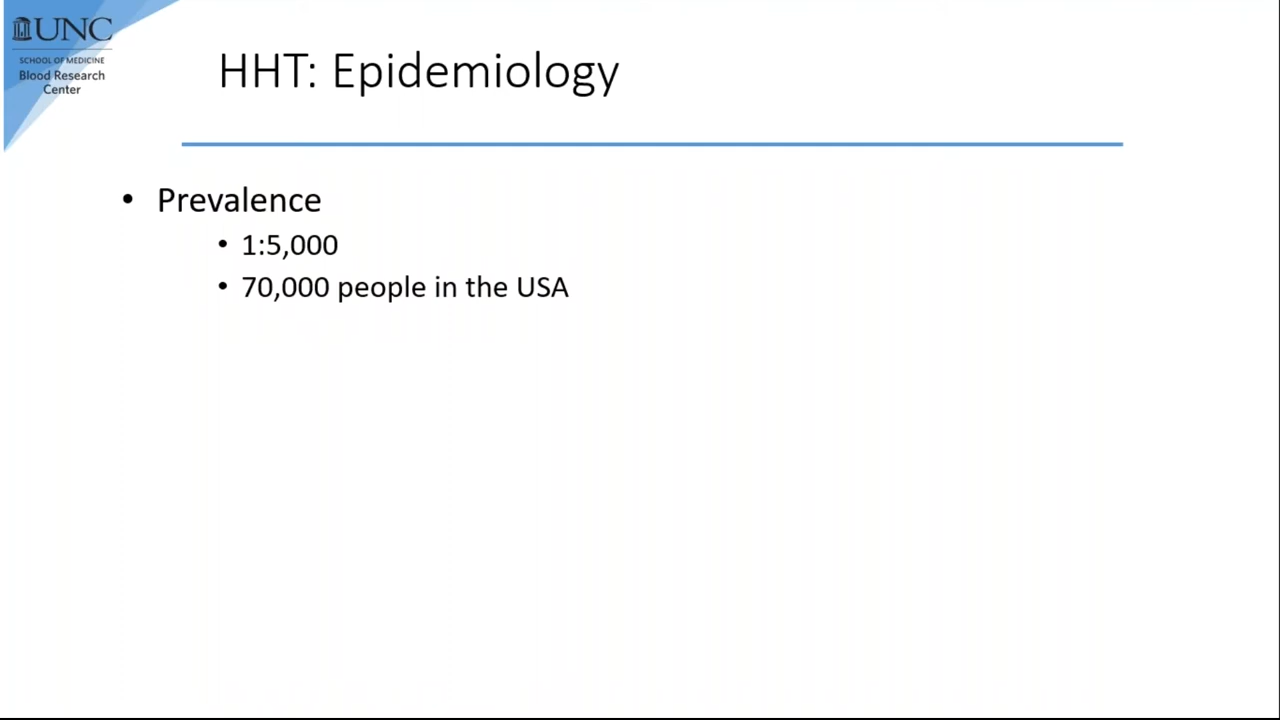 UNC
SCHOOL OF MEDICINE
Blood Research
Center
HHT: Epidemiology
• Prevalence
• 1:5,000
• 70,000 people in the USA